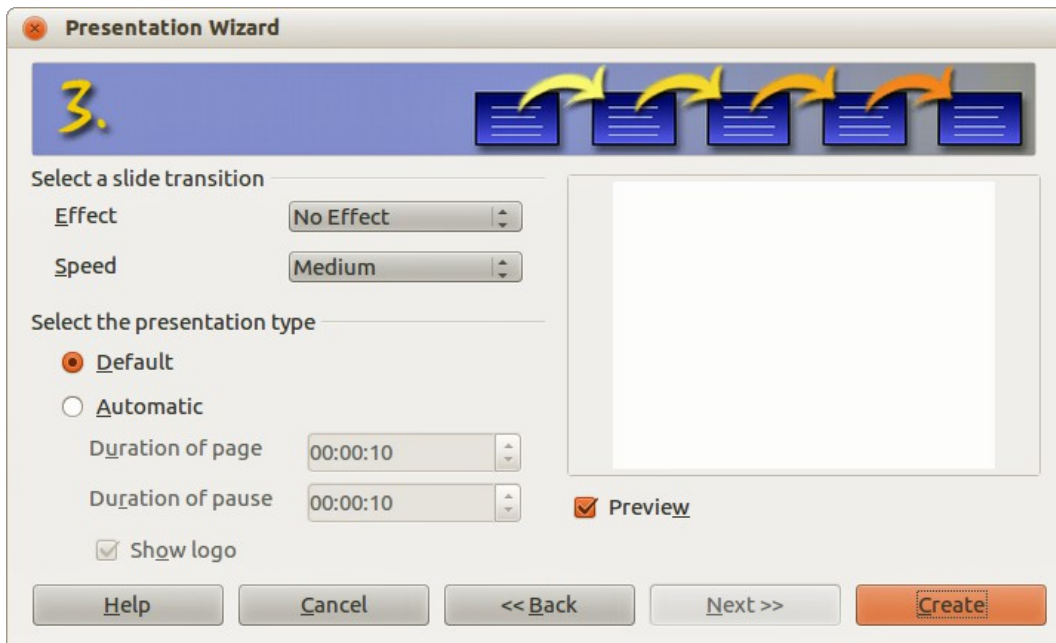 Presentation Wizard
3.
Select a slide transition
Effect No Effect
Speed Medium
Select the presentation type
Default
Automatic
Duration of page 00:00:10
Duration of pause 00:00:10
Preview
Show logo
Help Cancel << Back Next >> Create